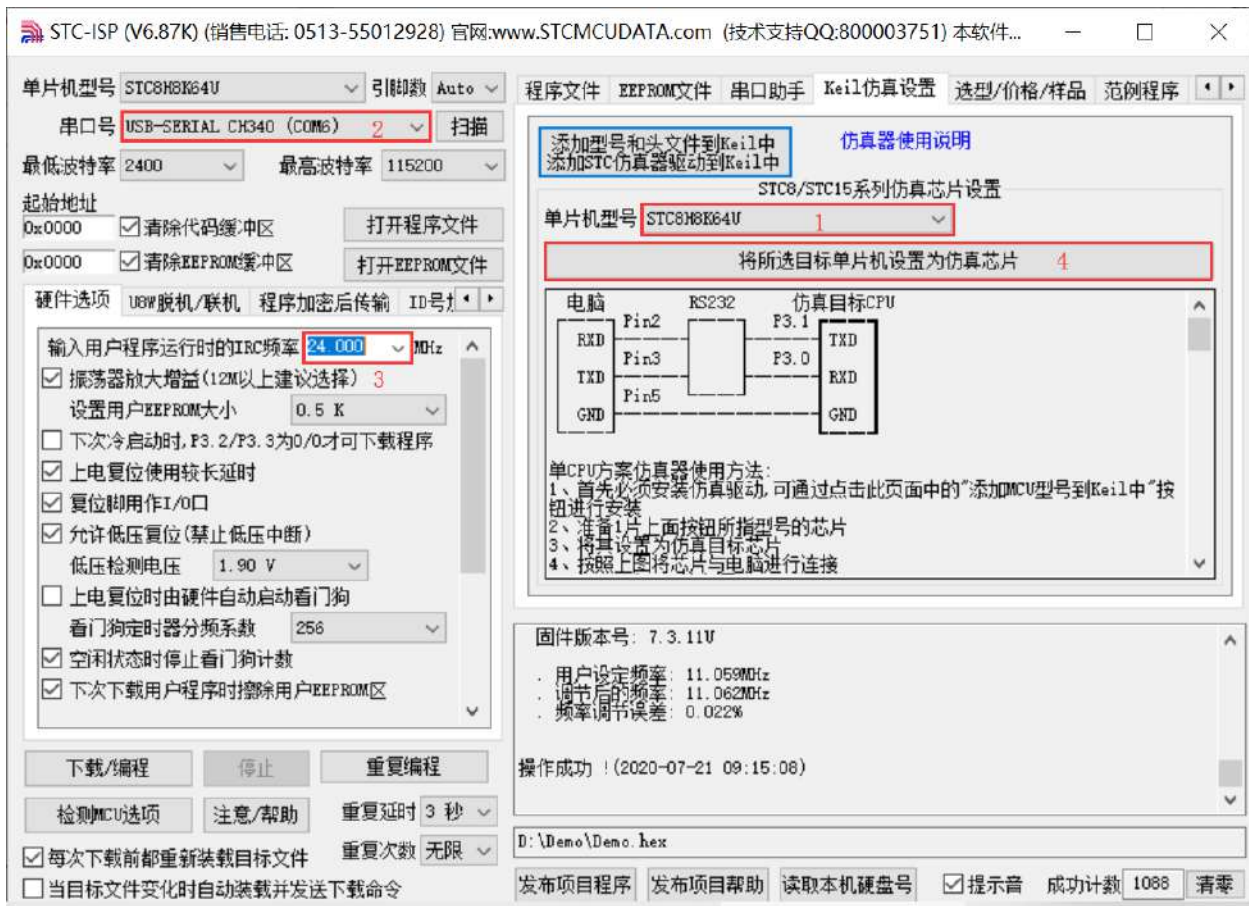 STC-ISP (V6.87K) (销售电话: 0513-55012928) 官网:www.STCMCUDATA.com (技术支持QQ:800003751) 本软件...
单片机型号 STC8H8K64U 引脚数 Auto
串口号 USB-SERIAL CH340 (COM6) 2 扫描
最低波特率 2400 最高波特率 115200
起始地址
0x0000 清除代码缓冲区 打开程序文件
0x0000 清除EEPROM缓冲区 打开EEPROM文件
硬件选项 U8W脱机/联机 程序加密后传输 ID号
输入用户程序运行时的IRC频率 24.000 MHz
振荡器放大增益(12M以上建议选择) 3
设置用户EEPROM大小 0.5 K
下次冷启动时,P3.2/P3.3为0/0才可下载程序
上电复位使用较长延时
复位脚用作I/O口
允许低压复位(禁止低压中断)
低压检测电压 1.90 V
上电复位时由硬件自动启动看门狗
看门狗定时器分频系数 256
空闲状态时停止看门狗计数
下次下载用户程序时擦除用户EEPROM区
下载/编程 停止 重复编程
检测MCU选项 注意/帮助 重复延时 3 秒
每次下载前都重新装载目标文件 重复次数 无限
当目标文件变化时自动装载并发送下载命令
程序文件 EEPROM文件 串口助手 Keil仿真设置 选型/价格/样品 范例程序
添加型号和头文件到Keil中
添加STC仿真器驱动到Keil中
仿真器使用说明
STC8/STC15系列仿真芯片设置
单片机型号 STC8H8K64U 1
将所选目标单片机设置为仿真芯片 4
电脑 RS232 仿真目标CPU
Pin2 P3.1
RXD TXD
Pin3 P3.0
TXD RXD
Pin5
GND GND
单CPU方案仿真器使用方法:
1、首先必须安装仿真驱动,可通过点击此页面中的"添加MCU型号到Keil中"按
钮进行安装
2、准备1片上面按钮所指型号的芯片
3、将其设置为仿真目标芯片
4、按照上图将芯片与电脑进行连接
固件版本号: 7.3.11U
. 用户设定频率: 11.059MHz
. 调节后的频率: 11.062MHz
. 频率调节误差: 0.022%
操作成功 !(2020-07-21 09:15:08)
D:\Demo\Demo.hex
发布项目程序 发布项目帮助 读取本机硬盘号 提示音 成功计数 1088 清零